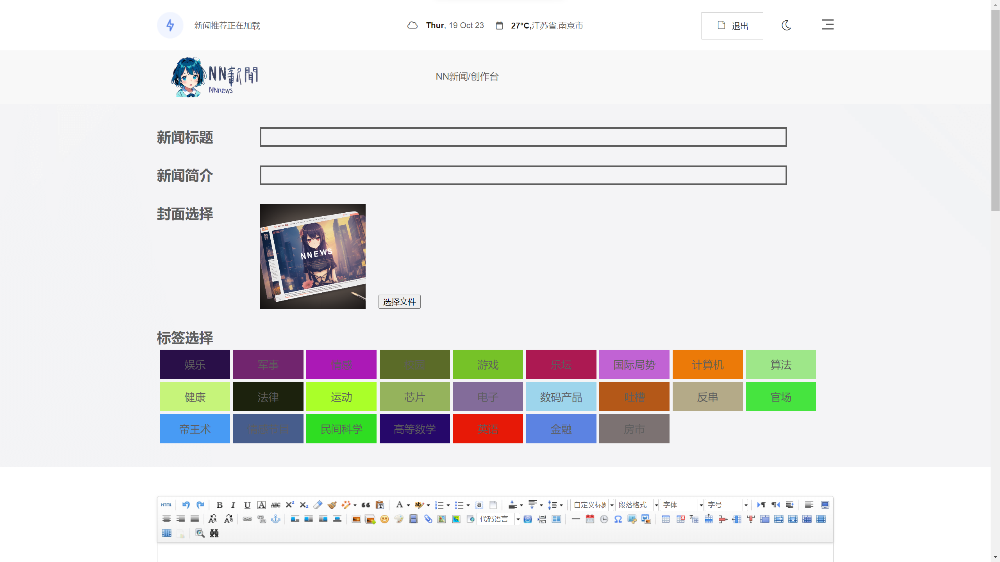 新闻推荐正在加载
Thur, 19 Oct 23
27°C,江苏省.南京市
退出
NN新闻
NNnews
NN新闻/创作台
新闻标题
新闻简介
封面选择
NNEWS
选择文件
标签选择
娱乐 军事 情感 校园 游戏 乐坛 国际局势 计算机 算法
健康 法律 运动 芯片 电子 数码产品 吐槽 反串 官场
帝王术 情感节目 民间科学 高等数学 英语 金融 房市
HTML B I U A ABC X² X₂ A ab 自定义标题 段落格式 字体 字号
代码语言